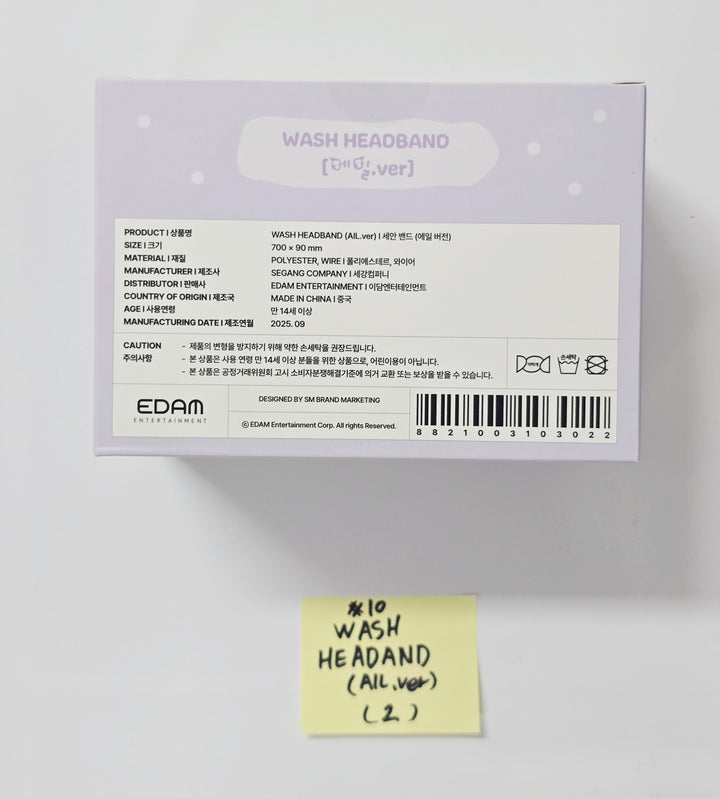 WASH HEADBAND
[에일.ver]
PRODUCT I 상품명 WASH HEADBAND (AIL.ver) I 세안 밴드 (에일 버전)
SIZE I 크기 700 × 90 mm
MATERIAL I 재질 POLYESTER, WIRE I 폴리에스테르, 와이어
MANUFACTURER I 제조사 SEGANG COMPANY I 세강컴퍼니
DISTRIBUTOR I 판매사 EDAM ENTERTAINMENT I 이담엔터테인먼트
COUNTRY OF ORIGIN I 제조국 MADE IN CHINA I 중국
AGE I 사용연령 만 14세 이상
MANUFACTURING DATE I 제조연월 2025. 09
CAUTION - 제품의 변형을 방지하기 위해 약한 손세탁을 권장드립니다.
주의사항 - 본 상품은 사용 연령 만 14세 이상 분들을 위한 상품으로, 어린이용이 아닙니다.
- 본 상품은 공정거래위원회 고시 소비자분쟁해결기준에 의거 교환 또는 보상을 받을 수 있습니다.
손세탁
EDAM
ENTERTAINMENT
DESIGNED BY SM BRAND MARKETING
ⓒ EDAM Entertainment Corp. All rights Reserved.
8821003103022
#10
WASH
HEADAND
(AIL.ver)
(2)